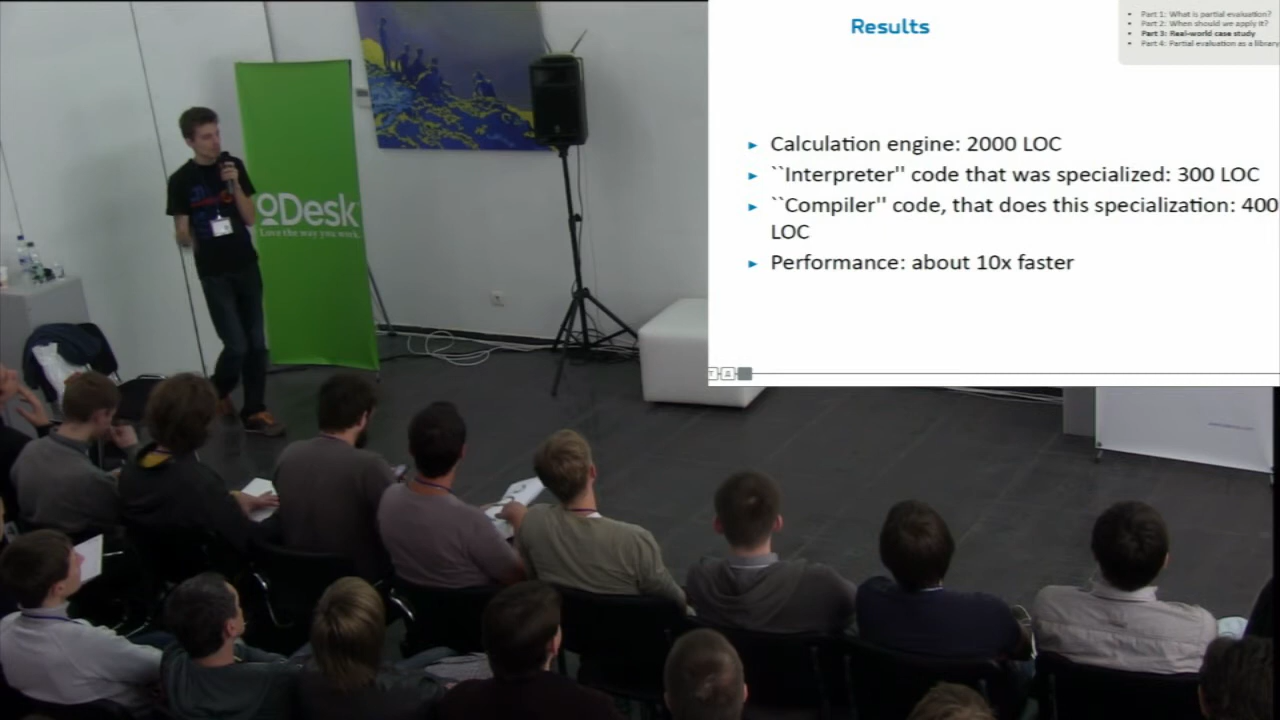 Results
• Part 1: What is partial evaluation?
• Part 2: When should we apply it?
• Part 3: Real-world case study
• Part 4: Partial evaluation as a library
► Calculation engine: 2000 LOC
► ``Interpreter'' code that was specialized: 300 LOC
► ``Compiler'' code, that does this specialization: 400
LOC
► Performance: about 10x faster
oDesk
Love the way you work.